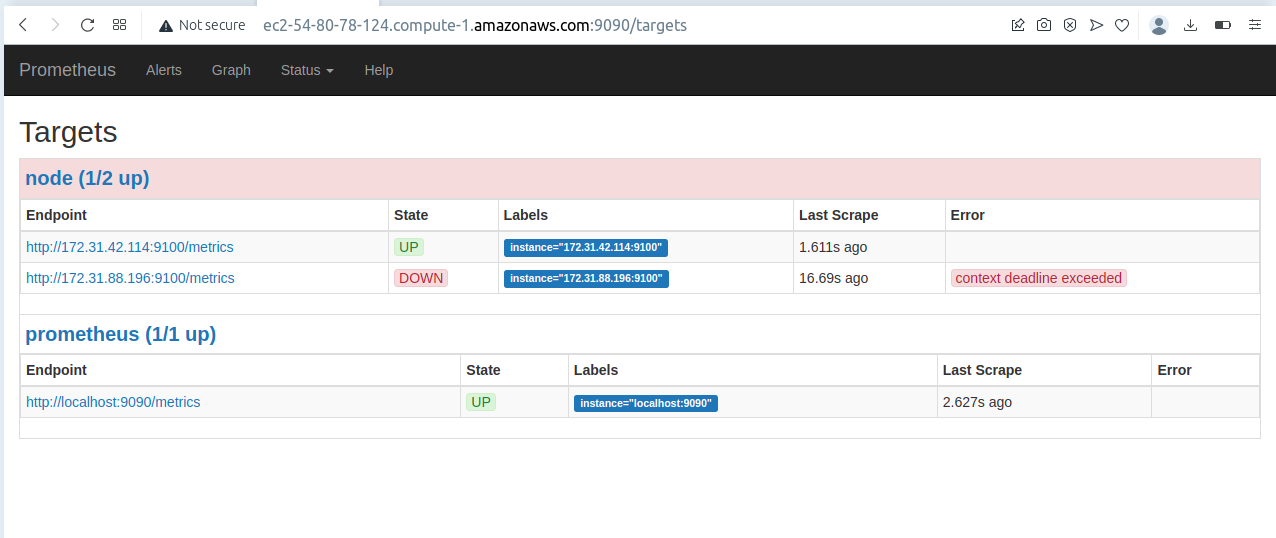 Not secure ec2-54-80-78-124.compute-1.amazonaws.com:9090/targets
Prometheus Alerts Graph Status Help
Targets
node (1/2 up)
Endpoint State Labels Last Scrape Error
http://172.31.42.114:9100/metrics UP instance="172.31.42.114:9100" 1.611s ago
http://172.31.88.196:9100/metrics DOWN instance="172.31.88.196:9100" 16.69s ago context deadline exceeded
prometheus (1/1 up)
Endpoint State Labels Last Scrape Error
http://localhost:9090/metrics UP instance="localhost:9090" 2.627s ago